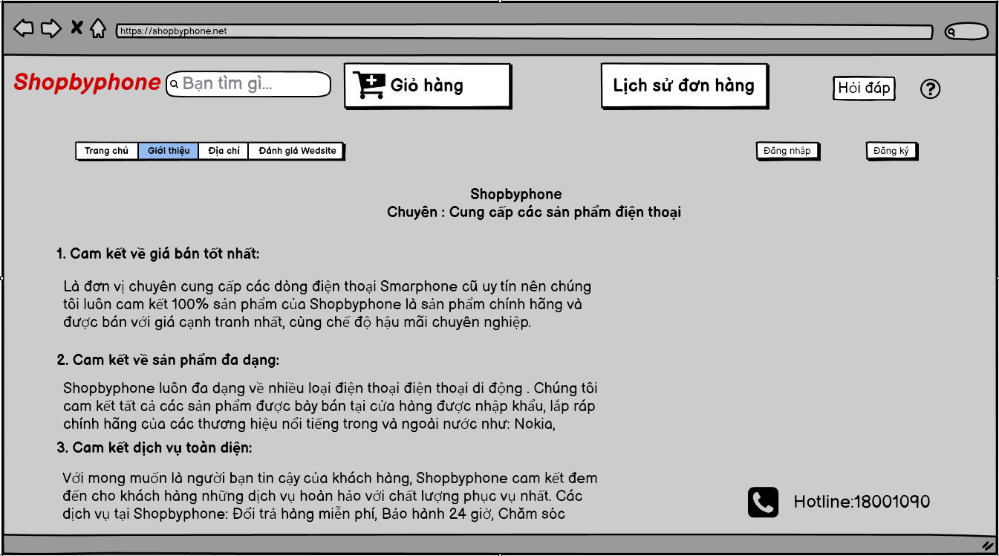 https://shopbyphone.net
Shopbyphone
Bạn tìm gì...
Giỏ hàng
Lịch sử đơn hàng
Hỏi đáp
?
Trang chủ
Giới thiệu
Địa chỉ
Đánh giá Wedsite
Đăng nhập
Đăng ký
Shopbyphone
Chuyên : Cung cấp các sản phẩm điện thoại
1. Cam kết về giá bán tốt nhất:
Là đơn vị chuyên cung cấp các dòng điện thoại Smarphone cũ uy tín nên chúng
tôi luôn cam kết 100% sản phẩm của Shopbyphone là sản phẩm chính hãng và
được bán với giá cạnh tranh nhất, cùng chế độ hậu mãi chuyên nghiệp.
2. Cam kết về sản phẩm đa dạng:
Shopbyphone luôn đa dạng về nhiều loại điện thoại điện thoại di động . Chúng tôi
cam kết tất cả các sản phẩm được bày bán tại cửa hàng được nhập khẩu, lắp ráp
chính hãng của các thương hiệu nổi tiếng trong và ngoài nước như: Nokia,
3. Cam kết dịch vụ toàn diện:
Với mong muốn là người bạn tin cậy của khách hàng, Shopbyphone cam kết đem
đến cho khách hàng những dịch vụ hoàn hảo với chất lượng phục vụ nhất. Các
dịch vụ tại Shopbyphone: Đổi trả hàng miễn phí, Bảo hành 24 giờ, Chăm sóc
Hotline:18001090